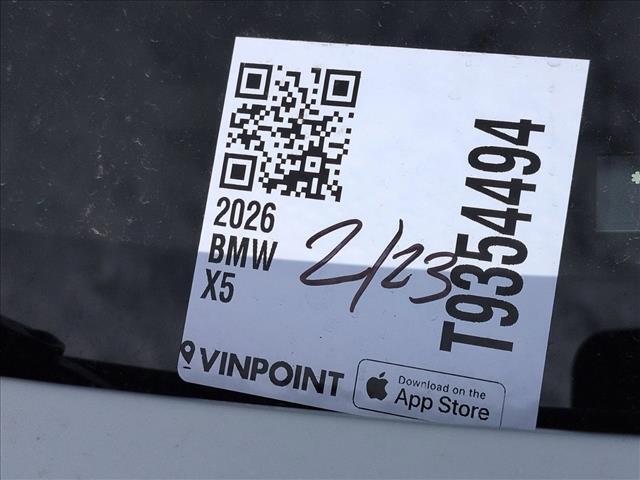 2026
BMW
X5
2/23
T9354494
VINPOINT
Download on the
App Store